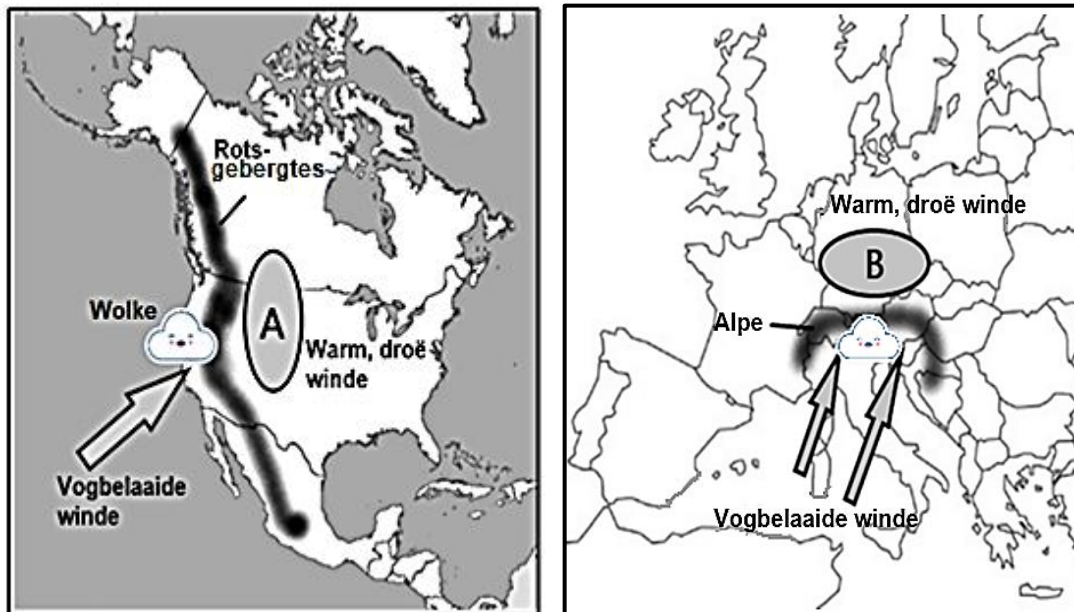 Rots-
gebergtes
Wolke
A
Warm, droë
winde
Vogbelaaide
winde
Warm, droë winde
B
Alpe
Vogbelaaide winde